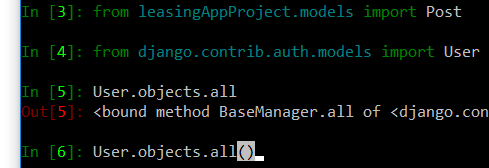 In [3]: from leasingAppProject.models import Post
In [4]: from django.contrib.auth.models import User
In [5]: User.objects.all
Out[5]: <bound method BaseManager.all of <django.con
In [6]: User.objects.all()